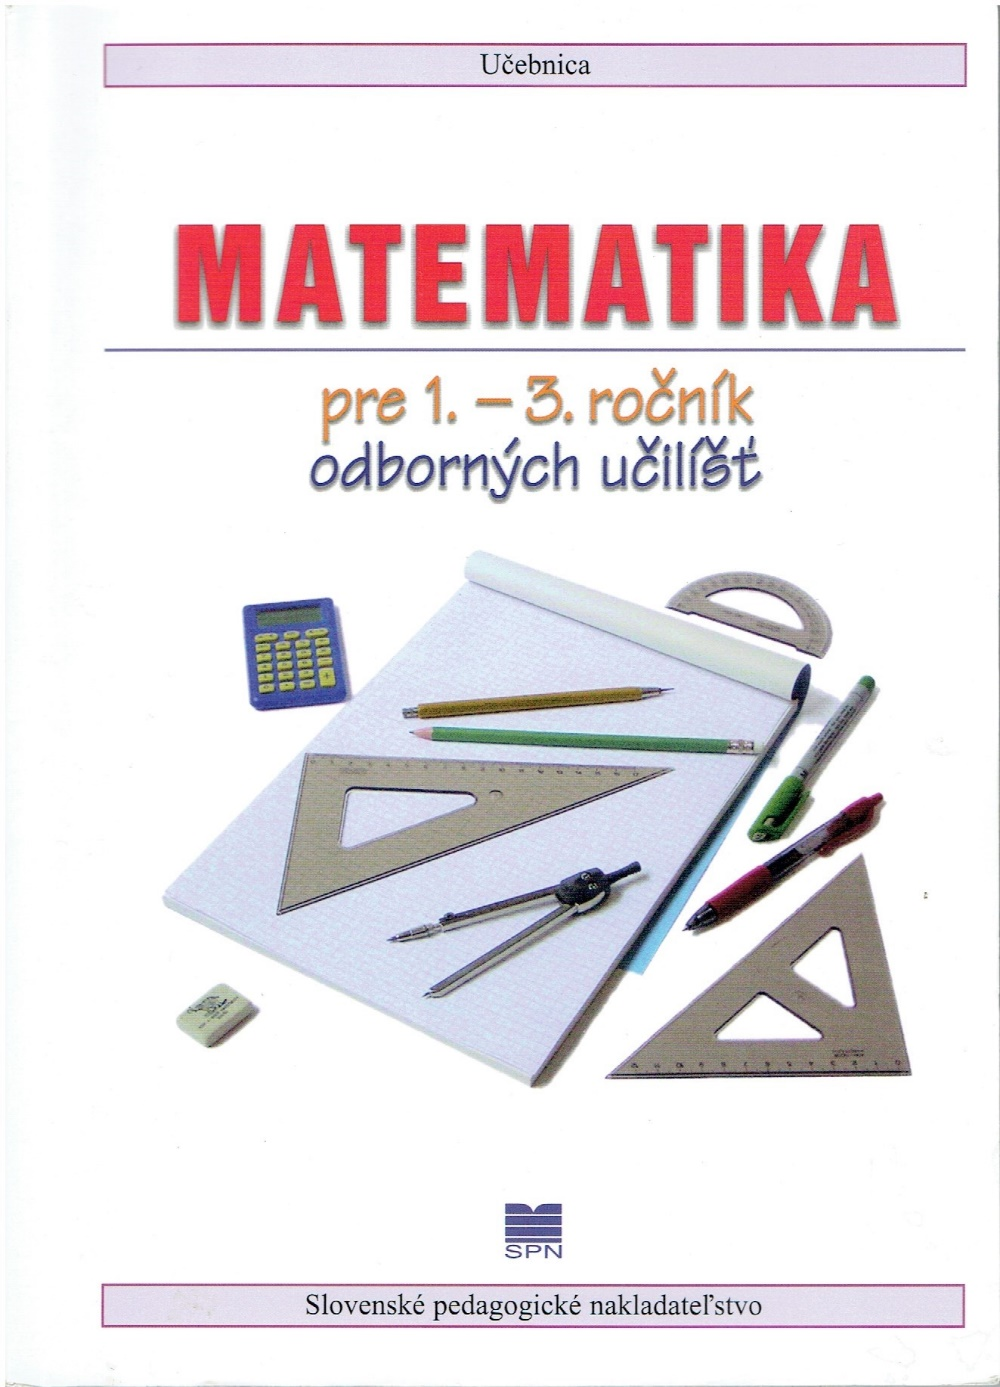 Učebnica
MATEMATIKA
pre 1. – 3. ročník
odborných učilíšť
SPN
Slovenské pedagogické nakladateľstvo